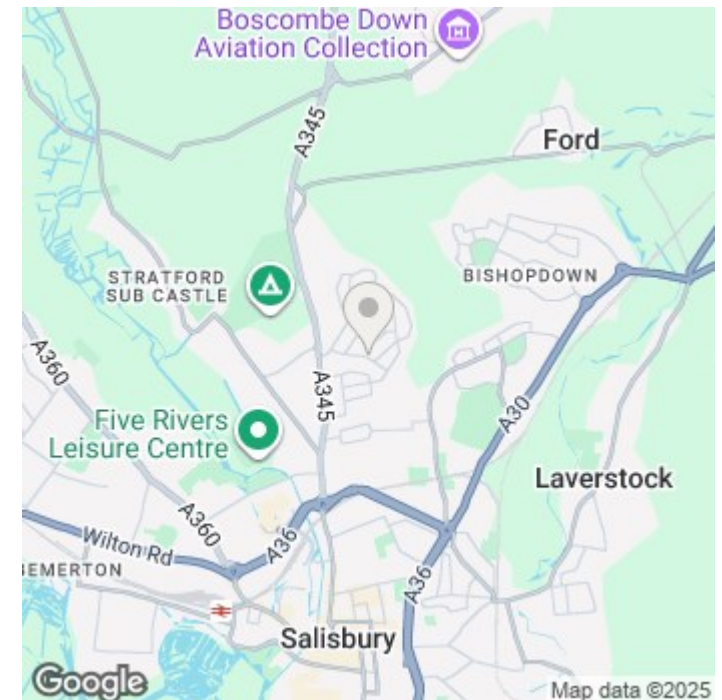 Boscombe Down
Aviation Collection
A345
Ford
STRATFORD
SUB CASTLE
BISHOPDOWN
A360
A345
A30
Five Rivers
Leisure Centre
Laverstock
A360
Wilton Rd
A36
BEMERTON
A36
Salisbury
Google
Map data ©2025